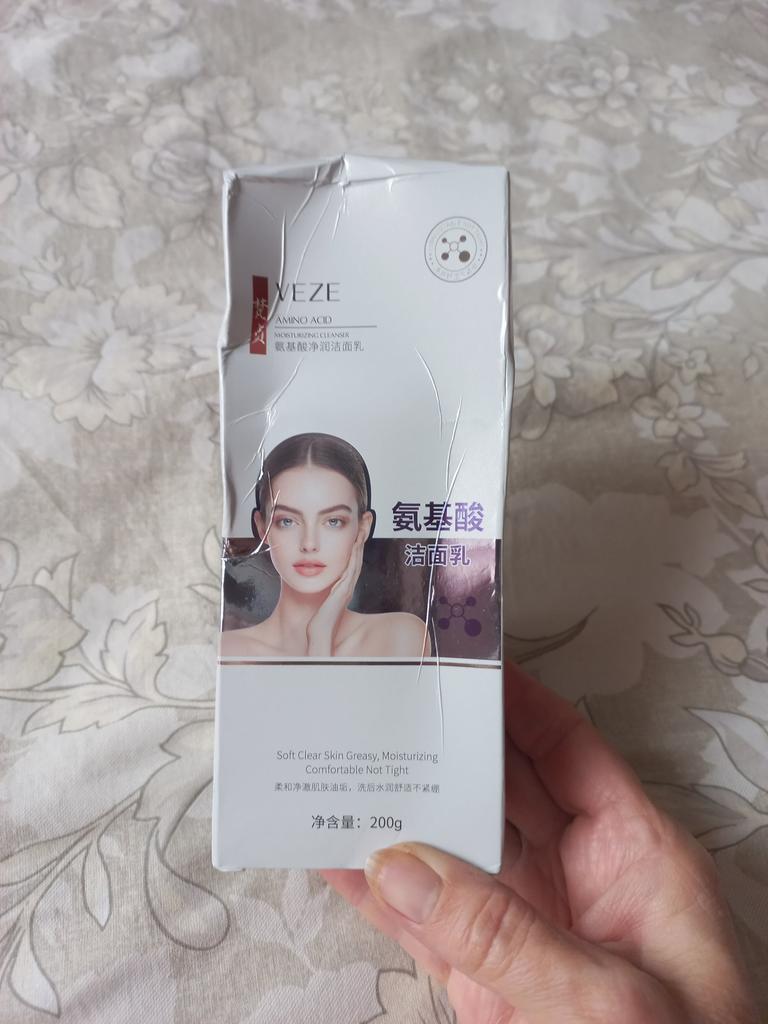 VEZE
梵贞
AMINO ACID
MOISTURIZING CLEANSER
氨基酸净润洁面乳
氨基酸
洁面乳
Soft Clear Skin Greasy, Moisturizing
Comfortable Not Tight
柔和净澈肌肤油垢，洗后水润舒适不紧绷
净含量：200g